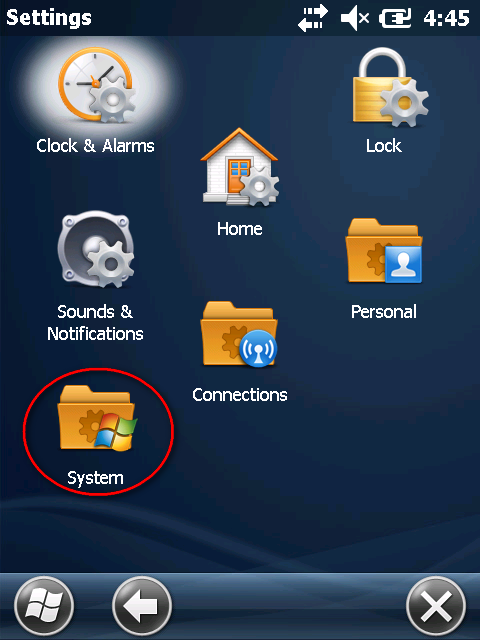 Settings 4:45
Clock & Alarms
Lock
Home
Sounds &
Notifications
Personal
Connections
System